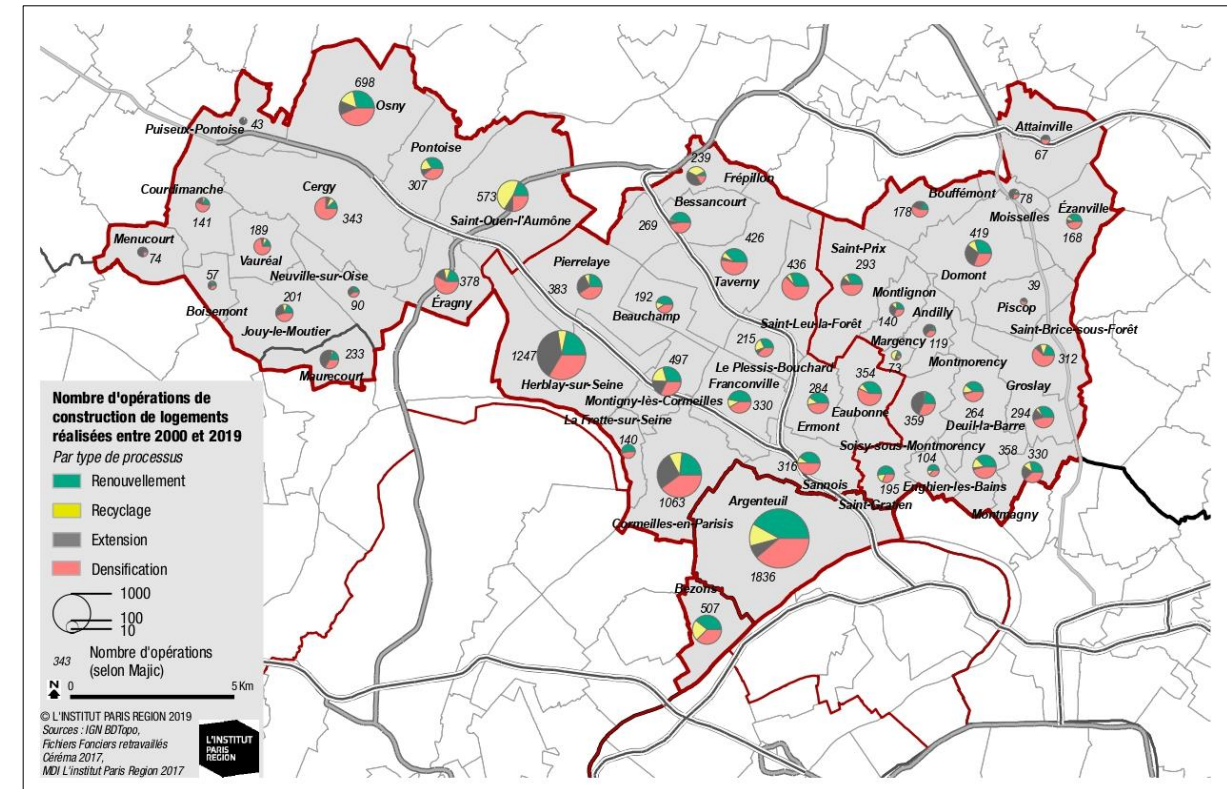 698
Osny
Puiseux-Pontoise
43
Attainville
67
Pontoise
307
239
Frépillon
Courdimanche
141
Cergy
343
573
Saint-Ouen-l'Aumône
Bessancourt
269
Bouffémont
178
78
Moisselles
Ézanville
168
Menucourt
74
189
Vauréal
Neuville-sur-Oise
90
57
Boisemont
201
Jouy-le-Moutier
378
Éragny
Pierrelaye
383
426
Taverny
436
Saint-Leu-la-Forêt
Saint-Prix
293
419
Domont
192
Beauchamp
Montlignon
140
Andilly
119
39
Piscop
Saint-Brice-sous-Forêt
312
233
Maurecourt
1247
Herblay-sur-Seine
497
Montigny-lès-Cormeilles
215
Le Plessis-Bouchard
Franconville
330
284
Ermont
354
Eaubonne
Margency
73
Montmorency
264
359
Groslay
294
Deuil-la-Barre
La Frette-sur-Seine
140
316
Sannois
Soisy-sous-Montmorency
104
Enghien-les-Bains
358
330
195
Saint-Gratien
Montmagny
1063
Cormeilles-en-Parisis
Argenteuil
1836
Bezons
507
Nombre d'opérations de
construction de logements
réalisées entre 2000 et 2019
Par type de processus
Renouvellement
Recyclage
Extension
Densification
1000
100
10
343 Nombre d'opérations
(selon Majic)
N 0 5 Km
© L'INSTITUT PARIS REGION 2019
Sources : IGN BDTopo,
Fichiers Fonciers retravaillés
Céréma 2017,
MDI L'institut Paris Region 2017
L'INSTITUT
PARIS
REGION